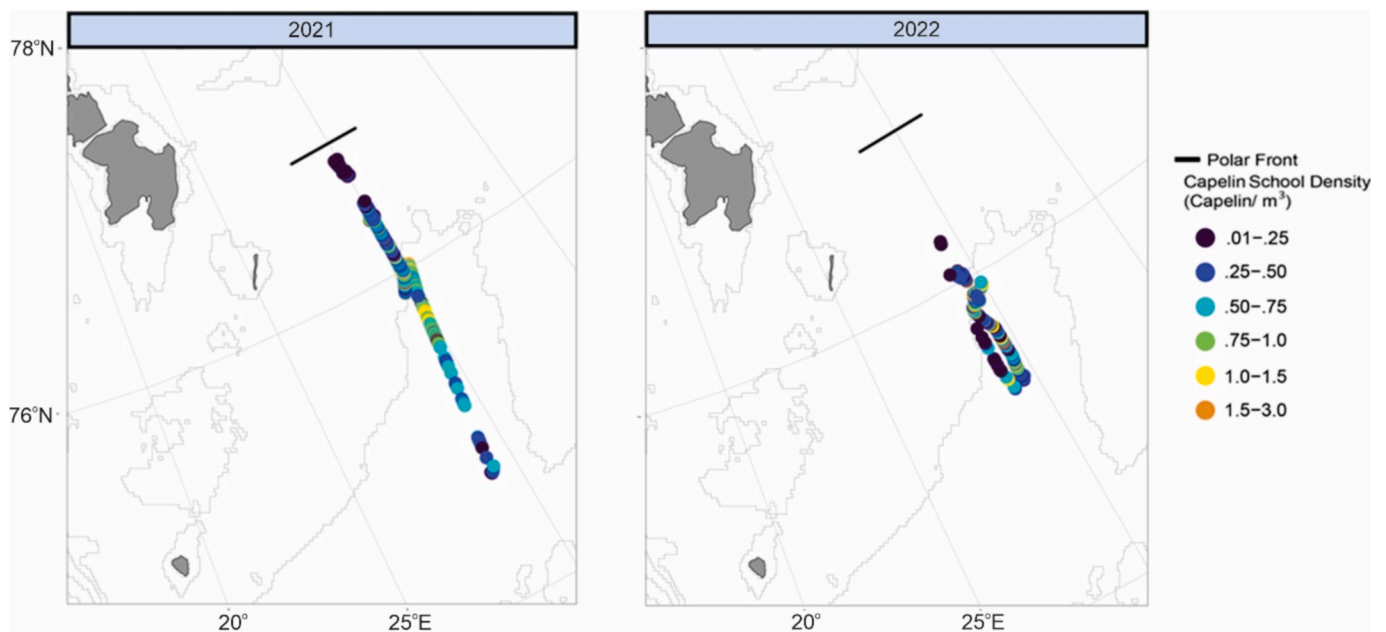 2021
2022
78°N
76°N
20°
25°E
20°
25°E
Polar Front
Capelin School Density
(Capelin/ m³)
.01–.25
.25–.50
.50–.75
.75–1.0
1.0–1.5
1.5–3.0